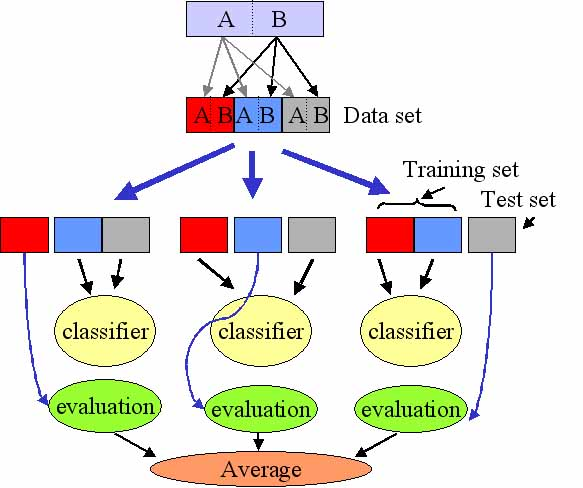 A B
A B A B A B Data set
Training set
Test set
classifier classifier classifier
evaluation evaluation evaluation
Average